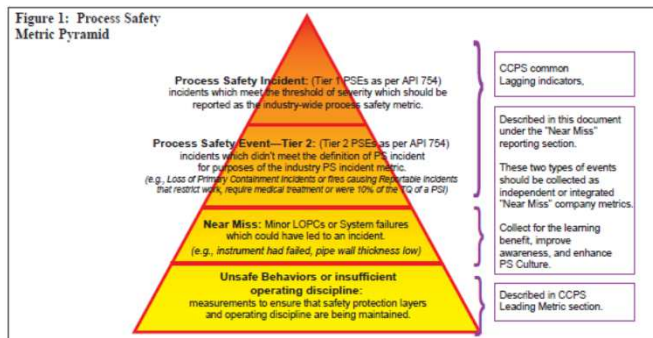 Figure 1:  Process Safety
Metric Pyramid
Process Safety Incident: (Tier 1 PSEs as per API 754)
incidents which meet the threshold of severity which should be
reported as the industry-wide process safety metric.
Process Safety Event—Tier 2: (Tier 2 PSEs as per API 754)
incidents which didn't meet the definition of PS incident
for purposes of the industry PS incident metric.
(e.g., Loss of Primary Containment Incidents or fires causing Reportable incidents
that restrict work, require medical treatment or were 10% of the TQ of a PSI)
Near Miss: Minor LOPCs or System failures
which could have led to an incident.
(e.g., instrument had failed, pipe wall thickness low)
Unsafe Behaviors or insufficient
operating discipline:
measurements to ensure that safety protection layers
and operating discipline are being maintained.
CCPS common
Lagging indicators,
Described in this document
under the "Near Miss"
reporting section.
These two types of events
should be collected as
independent or integrated
"Near Miss" company metrics.
Collect for the learning
benefit, improve
awareness, and enhance
PS Culture.
Described in CCPS
Leading Metric section.